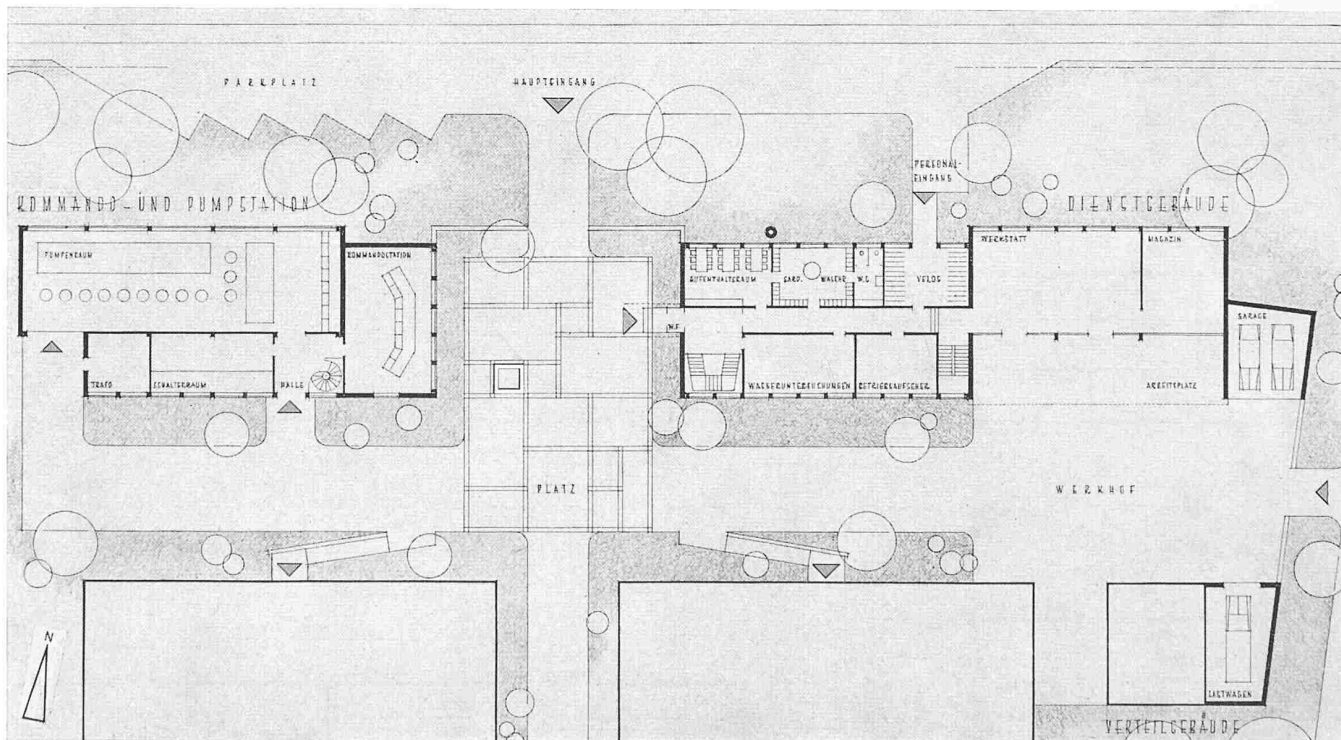 PARKPLATZ
HAUPTEINGANG
PERSONAL-
EINGANG
KOMMANDO-UND PUMPSTATION
DIENSTGEBÄUDE
PUMPENRAUM
KOMMANDOSTATION
AUFENTHALTSRAUM
GARD.
WASCHR.
W.C.
VELOS
WERKSTATT
MAGAZIN
GARAGE
W.F.
TRAFO
SCHALTERRAUM
HALLE
WASSERUNTERSUCHUNGEN
BETRIEBSAUFSEHER
ARBEITSPLATZ
PLATZ
WERKHOF
N
LASTWAGEN
VERTEILGEBÄUDE